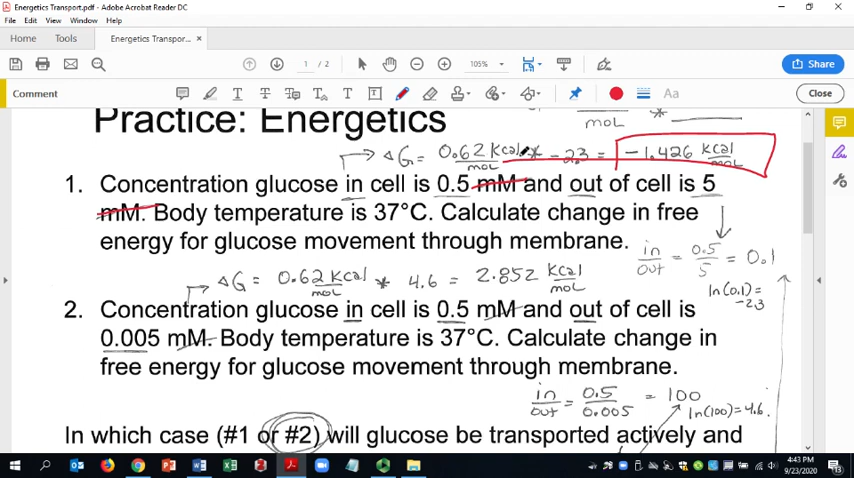 Energetics Transport.pdf - Adobe Acrobat Reader DC
File Edit View Window Help
Home Tools Energetics Transpor... ×
1 / 2 105% Share
Comment Close
Practice: Energetics
moL *
ΔG = 0.62 Kcal/moL * -2.3 = -1.426 Kcal/moL
1. Concentration glucose in cell is 0.5 mM and out of cell is 5
mM. Body temperature is 37°C. Calculate change in free
energy for glucose movement through membrane.
in/out = 0.5/5 = 0.1
ln(0.1) =
-2.3
ΔG = 0.62 Kcal/moL * 4.6 = 2.852 Kcal/moL
2. Concentration glucose in cell is 0.5 mM and out of cell is
0.005 mM. Body temperature is 37°C. Calculate change in
free energy for glucose movement through membrane.
in/out = 0.5/0.005 = 100
ln(100) = 4.6
In which case (#1 or #2) will glucose be transported actively and
4:43 PM
9/23/2020